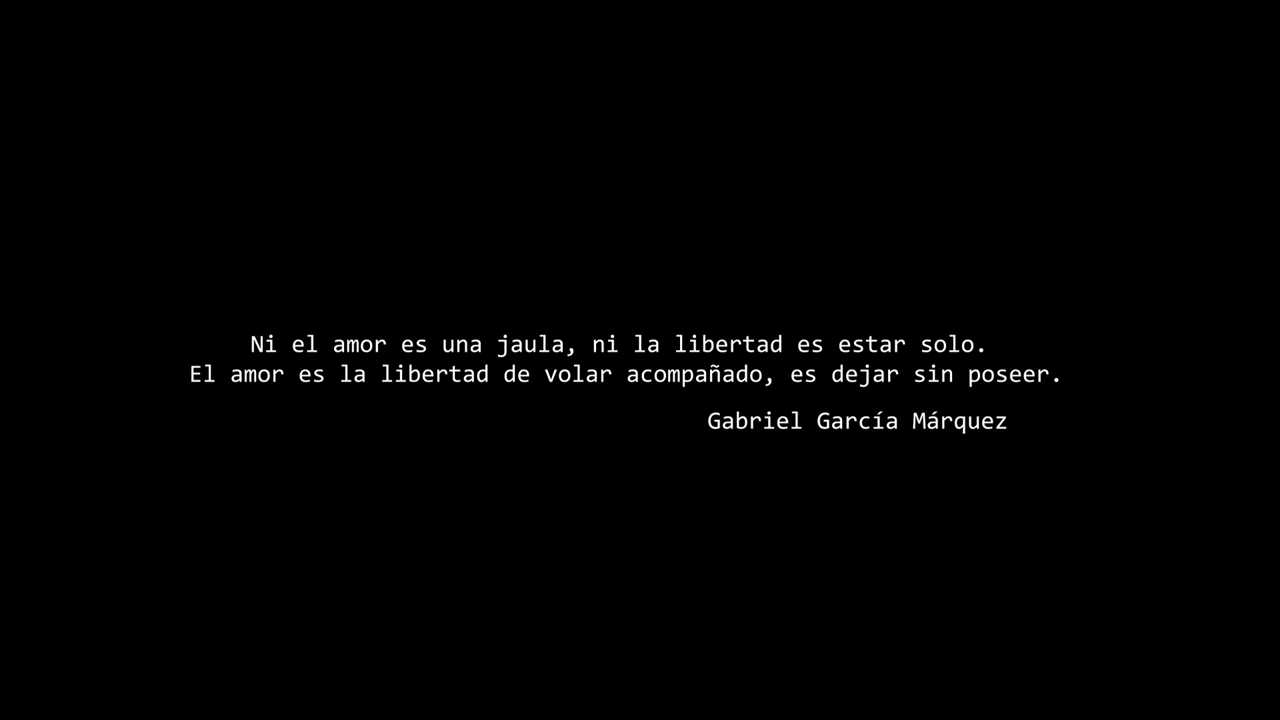 Ni el amor es una jaula, ni la libertad es estar solo.
El amor es la libertad de volar acompañado, es dejar sin poseer.
Gabriel García Márquez